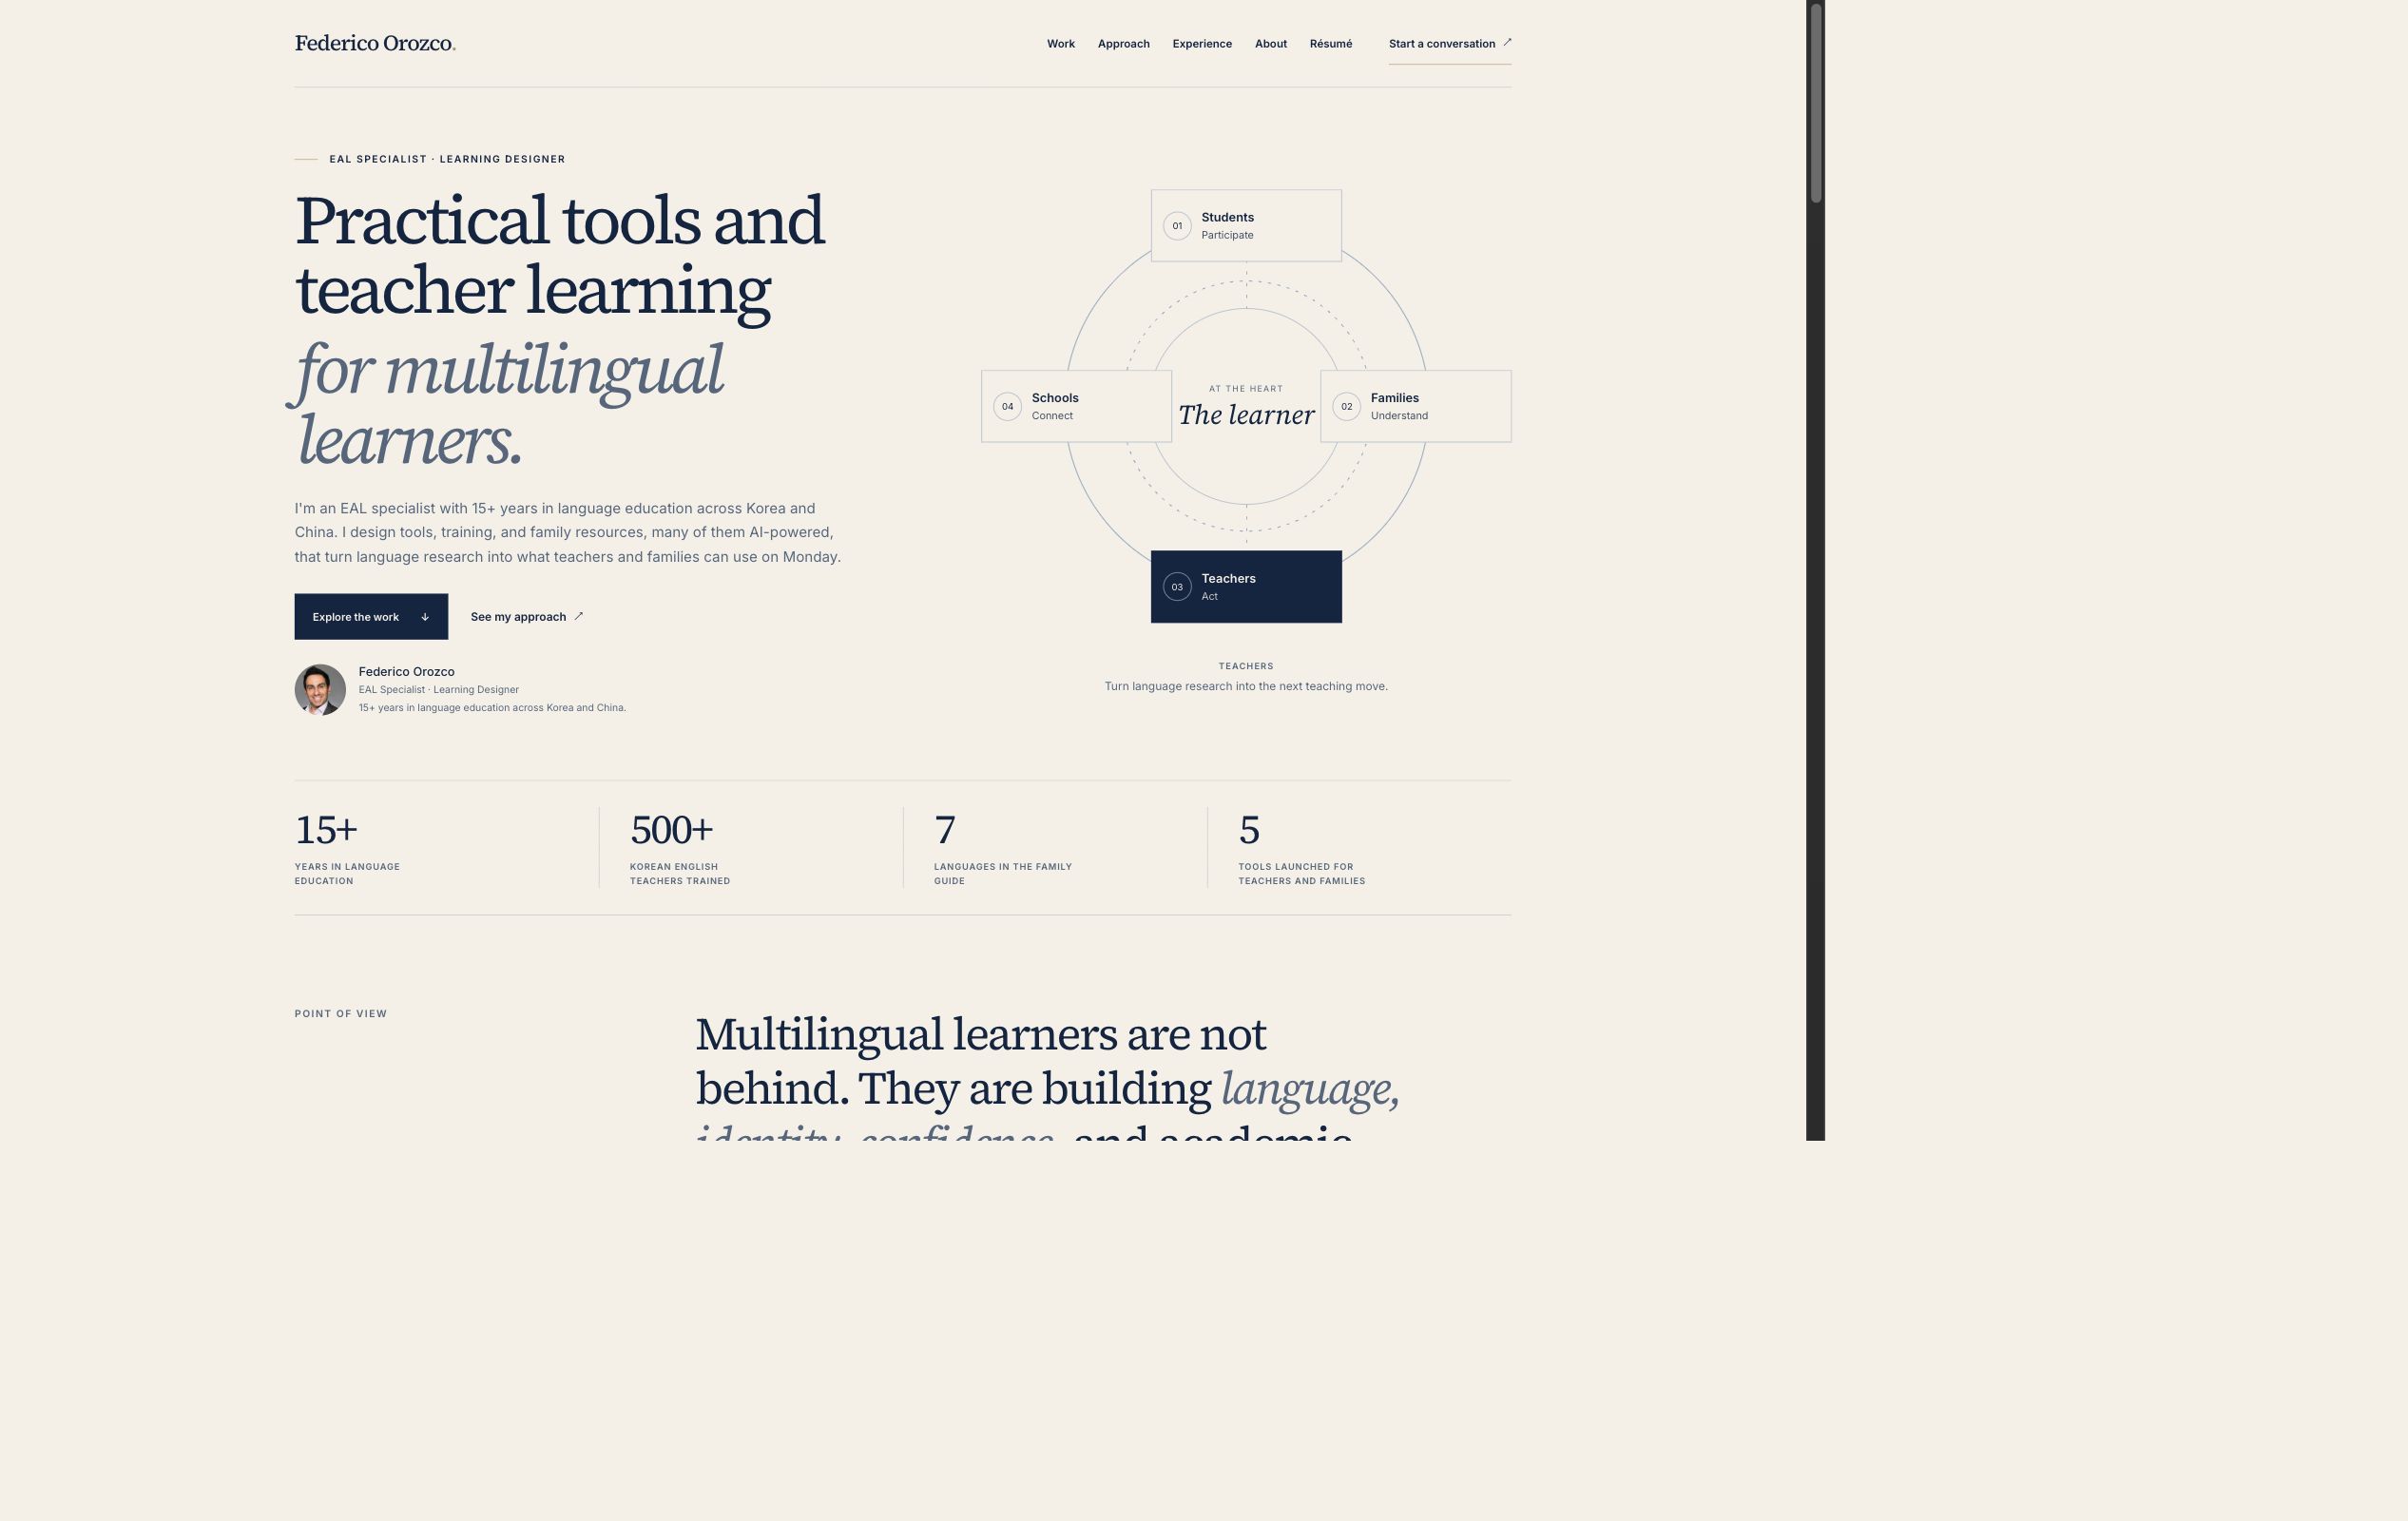 Federico Orozco.
Work Approach Experience About Résumé Start a conversation ↗
EAL SPECIALIST · LEARNING DESIGNER
Practical tools and
teacher learning
for multilingual
learners.
I'm an EAL specialist with 15+ years in language education across Korea and
China. I design tools, training, and family resources, many of them AI-powered,
that turn language research into what teachers and families can use on Monday.
Explore the work ↓
See my approach ↗
Federico Orozco
EAL Specialist · Learning Designer
15+ years in language education across Korea and China.
01
Students
Participate
04
Schools
Connect
AT THE HEART
The learner
02
Families
Understand
03
Teachers
Act
TEACHERS
Turn language research into the next teaching move.
15+
YEARS IN LANGUAGE
EDUCATION
500+
KOREAN ENGLISH
TEACHERS TRAINED
7
LANGUAGES IN THE FAMILY
GUIDE
5
TOOLS LAUNCHED FOR
TEACHERS AND FAMILIES
POINT OF VIEW
Multilingual learners are not
behind. They are building language,
identity, confidence, and academic